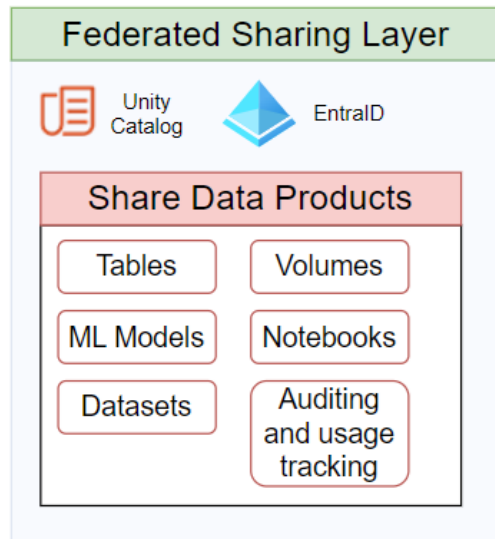 Federated Sharing Layer
Unity
Catalog
EntraID
Share Data Products
Tables
Volumes
ML Models
Notebooks
Datasets
Auditing
and usage
tracking